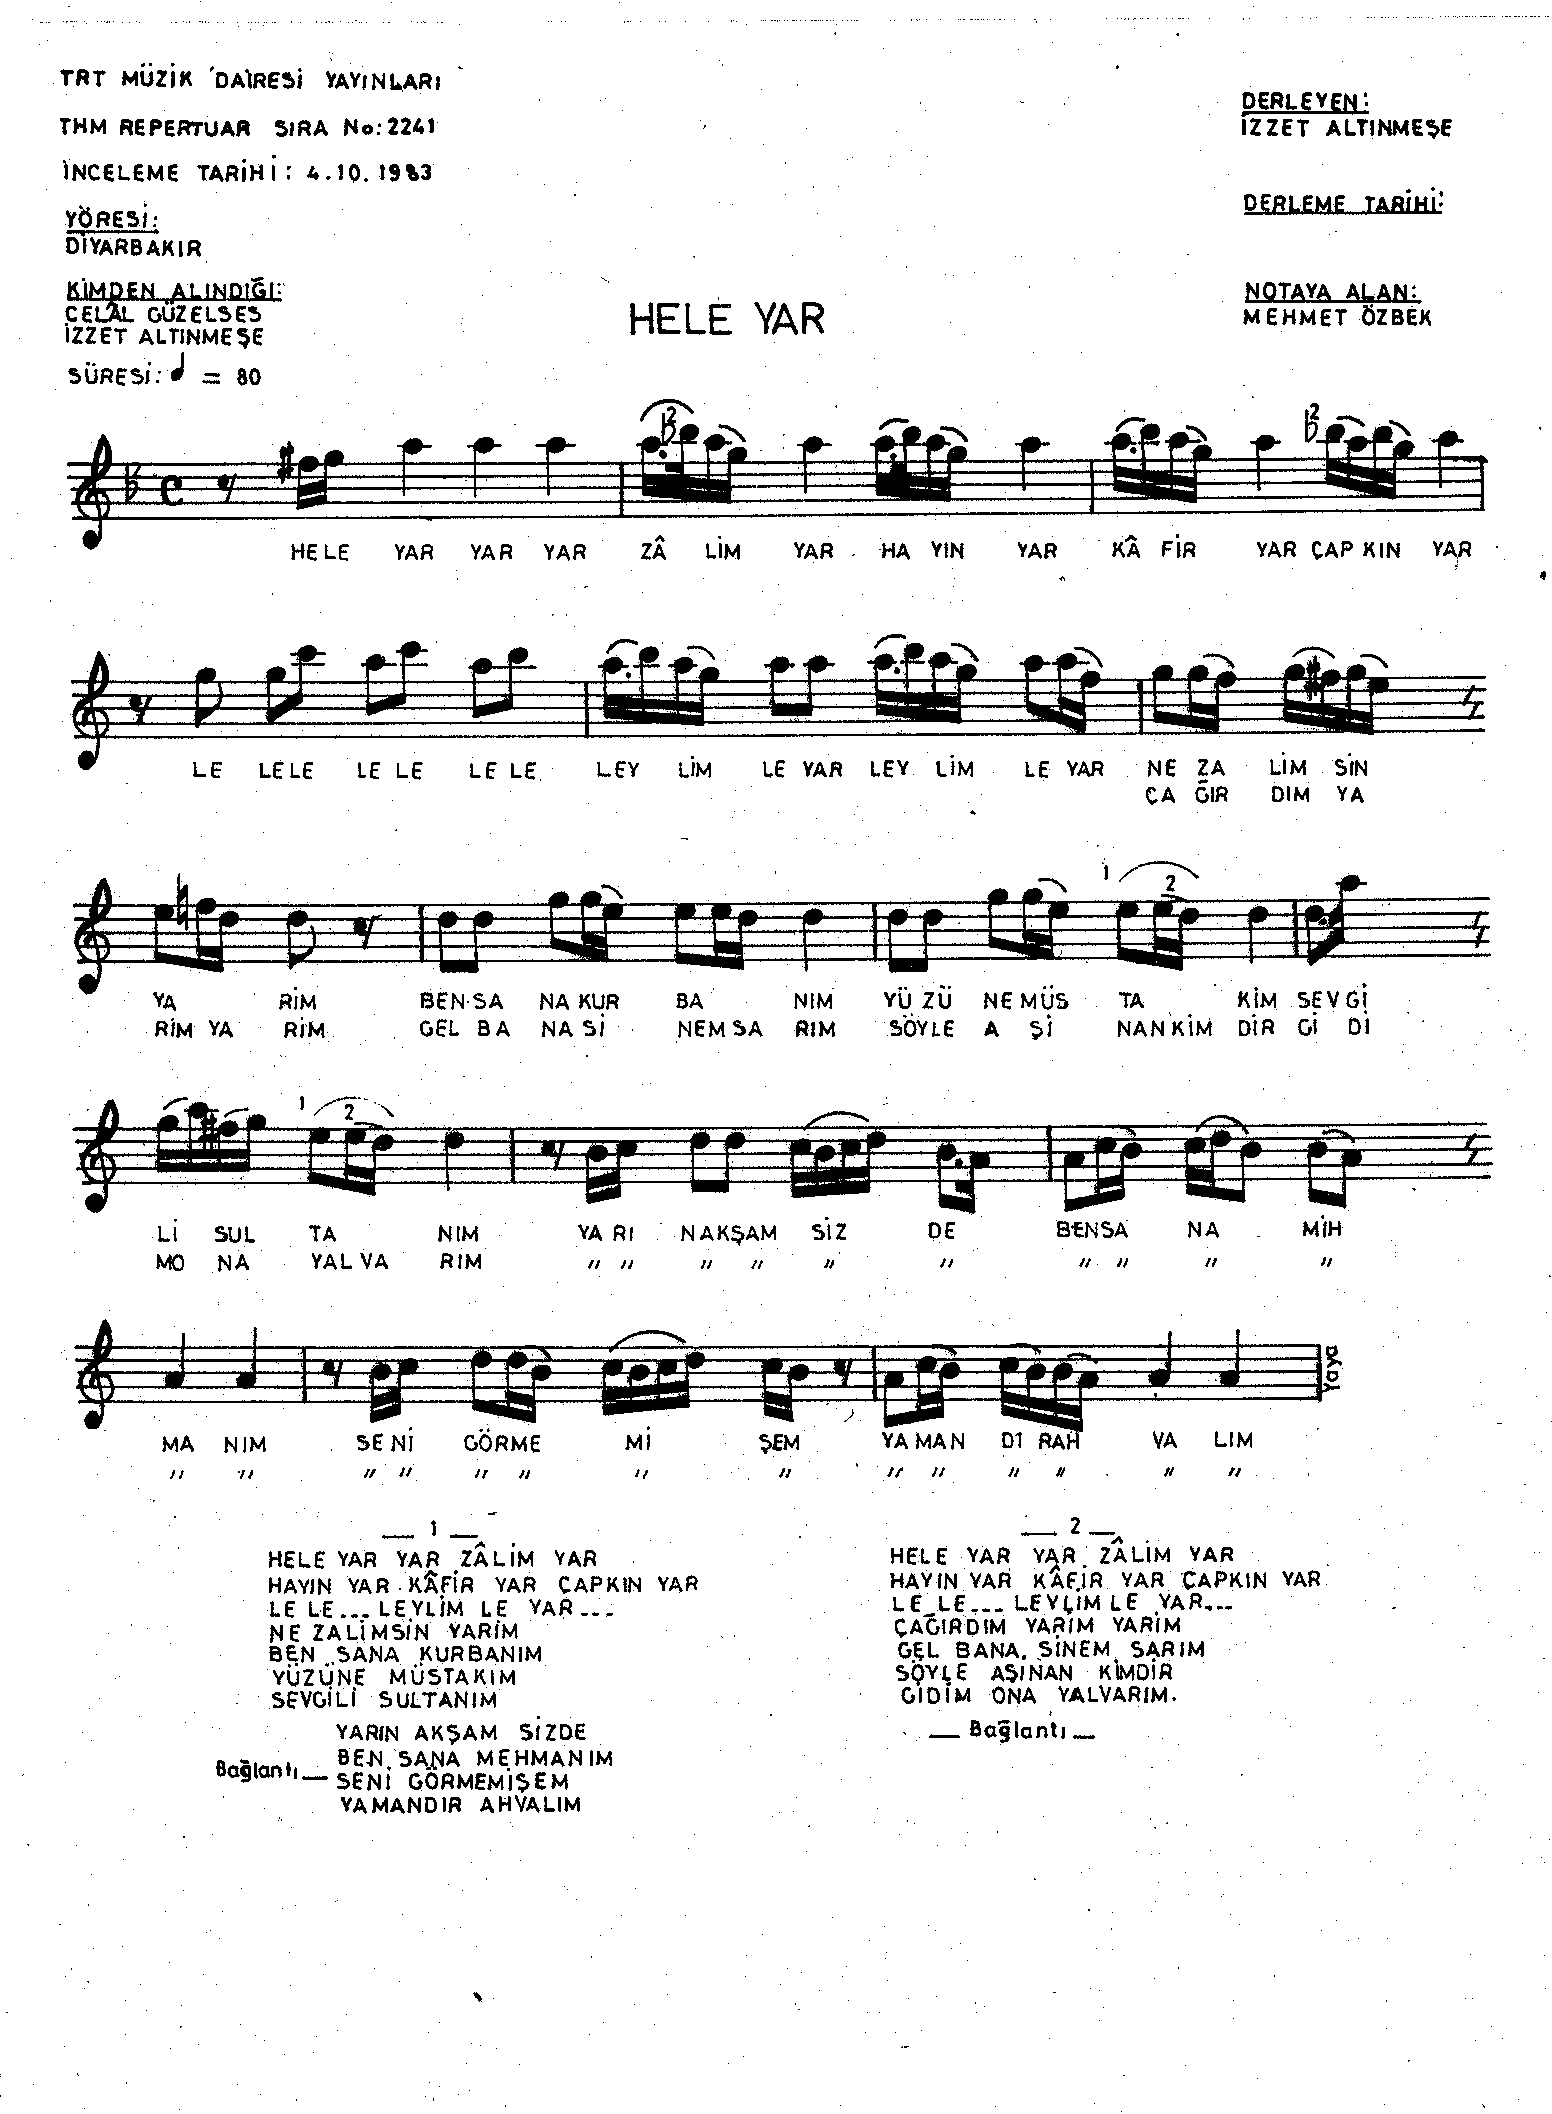 TRT MÜZİK DAİRESİ YAYINLARI
THM REPERTUAR SIRA No: 2241
İNCELEME TARİHİ: 4.10.1983
YÖRESİ:
DİYARBAKIR
KİMDEN ALINDIĞI:
CELÂL GÜZELSES
İZZET ALTINMEŞE
SÜRESİ: ♩ = 80
DERLEYEN:
İZZET ALTINMEŞE
DERLEME TARİHİ:
NOTAYA ALAN:
MEHMET ÖZBEK
HELE YAR
2 2
HE LE YAR YAR YAR ZÂ LİM YAR HA YIN YAR KÂ FİR YAR ÇAP KIN YAR
LE LE LE LE LE LE LE LEY LİM LE YAR LEY LİM LE YAR NE ZA LİM SİN
ÇA ĞIR DIM YA
1 2
YA RİM BEN SA NA KUR BA NIM YÜ ZÜ NE MÜS TA KİM SEV Gİ
RİM YA RİM GEL BA NA Sİ NEM SA RIM SÖYLE A Şİ NAN KİM DİR Gİ Dİ
1 2
Lİ SUL TA NIM YA RI NAKŞAM SİZ DE BEN SA NA MİH
MO NA YAL VA RIM " " " " " " " " " "
MA NIM SE Nİ GÖRME Mİ ŞEM YA MAN DI RAH VA LIM
" " " " " " " " " " " " " " "
Yaya
— 1 —
HELE YAR YAR ZÂLİM YAR
HAYIN YAR KÂFİR YAR ÇAPKIN YAR
LE LE... LEYLİM LE YAR...
NE ZALİMSİN YARİM
BEN SANA KURBANIM
YÜZÜNE MÜSTAKIM
SEVGİLİ SULTANIM
YARIN AKŞAM SİZDE
BEN SANA MEHMANIM
Bağlantı — SENİ GÖRMEMİŞEM
YAMANDIR AHVALIM
— 2 —
HELE YAR YAR ZÂLİM YAR
HAYIN YAR KÂFİR YAR ÇAPKIN YAR
LE LE... LEYLİM LE YAR...
ÇAĞIRDIM YARİM YARİM
GEL BANA, SİNEM SARIM
SÖYLE AŞINAN KİMDİR
GİDİM ONA YALVARIM.
— Bağlantı —